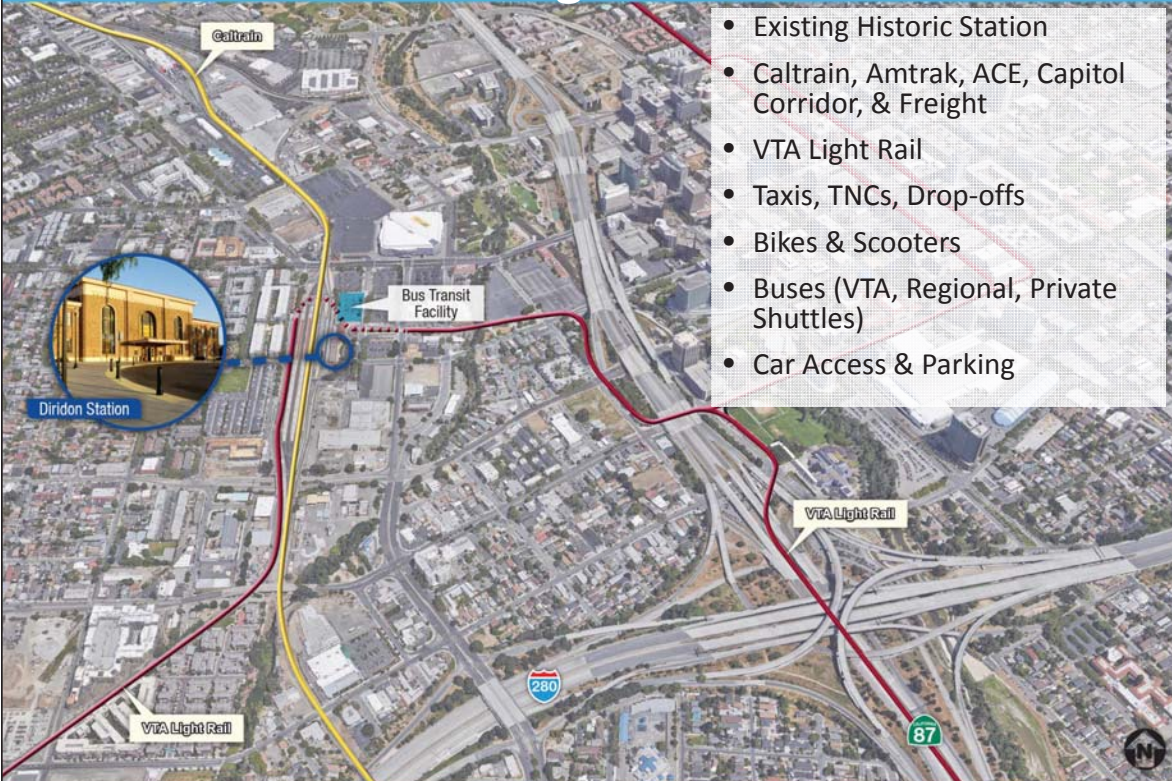 Existing Historic Station
Caltrain, Amtrak, ACE, Capitol
Corridor, & Freight
VTA Light Rail
Taxis, TNCs, Drop-offs
Bikes & Scooters
Buses (VTA, Regional, Private
Shuttles)
Car Access & Parking
Caltrain
Bus Transit
Facility
Diridon Station
VTA Light Rail
VTA Light Rail
280
CALIFORNIA
87
N